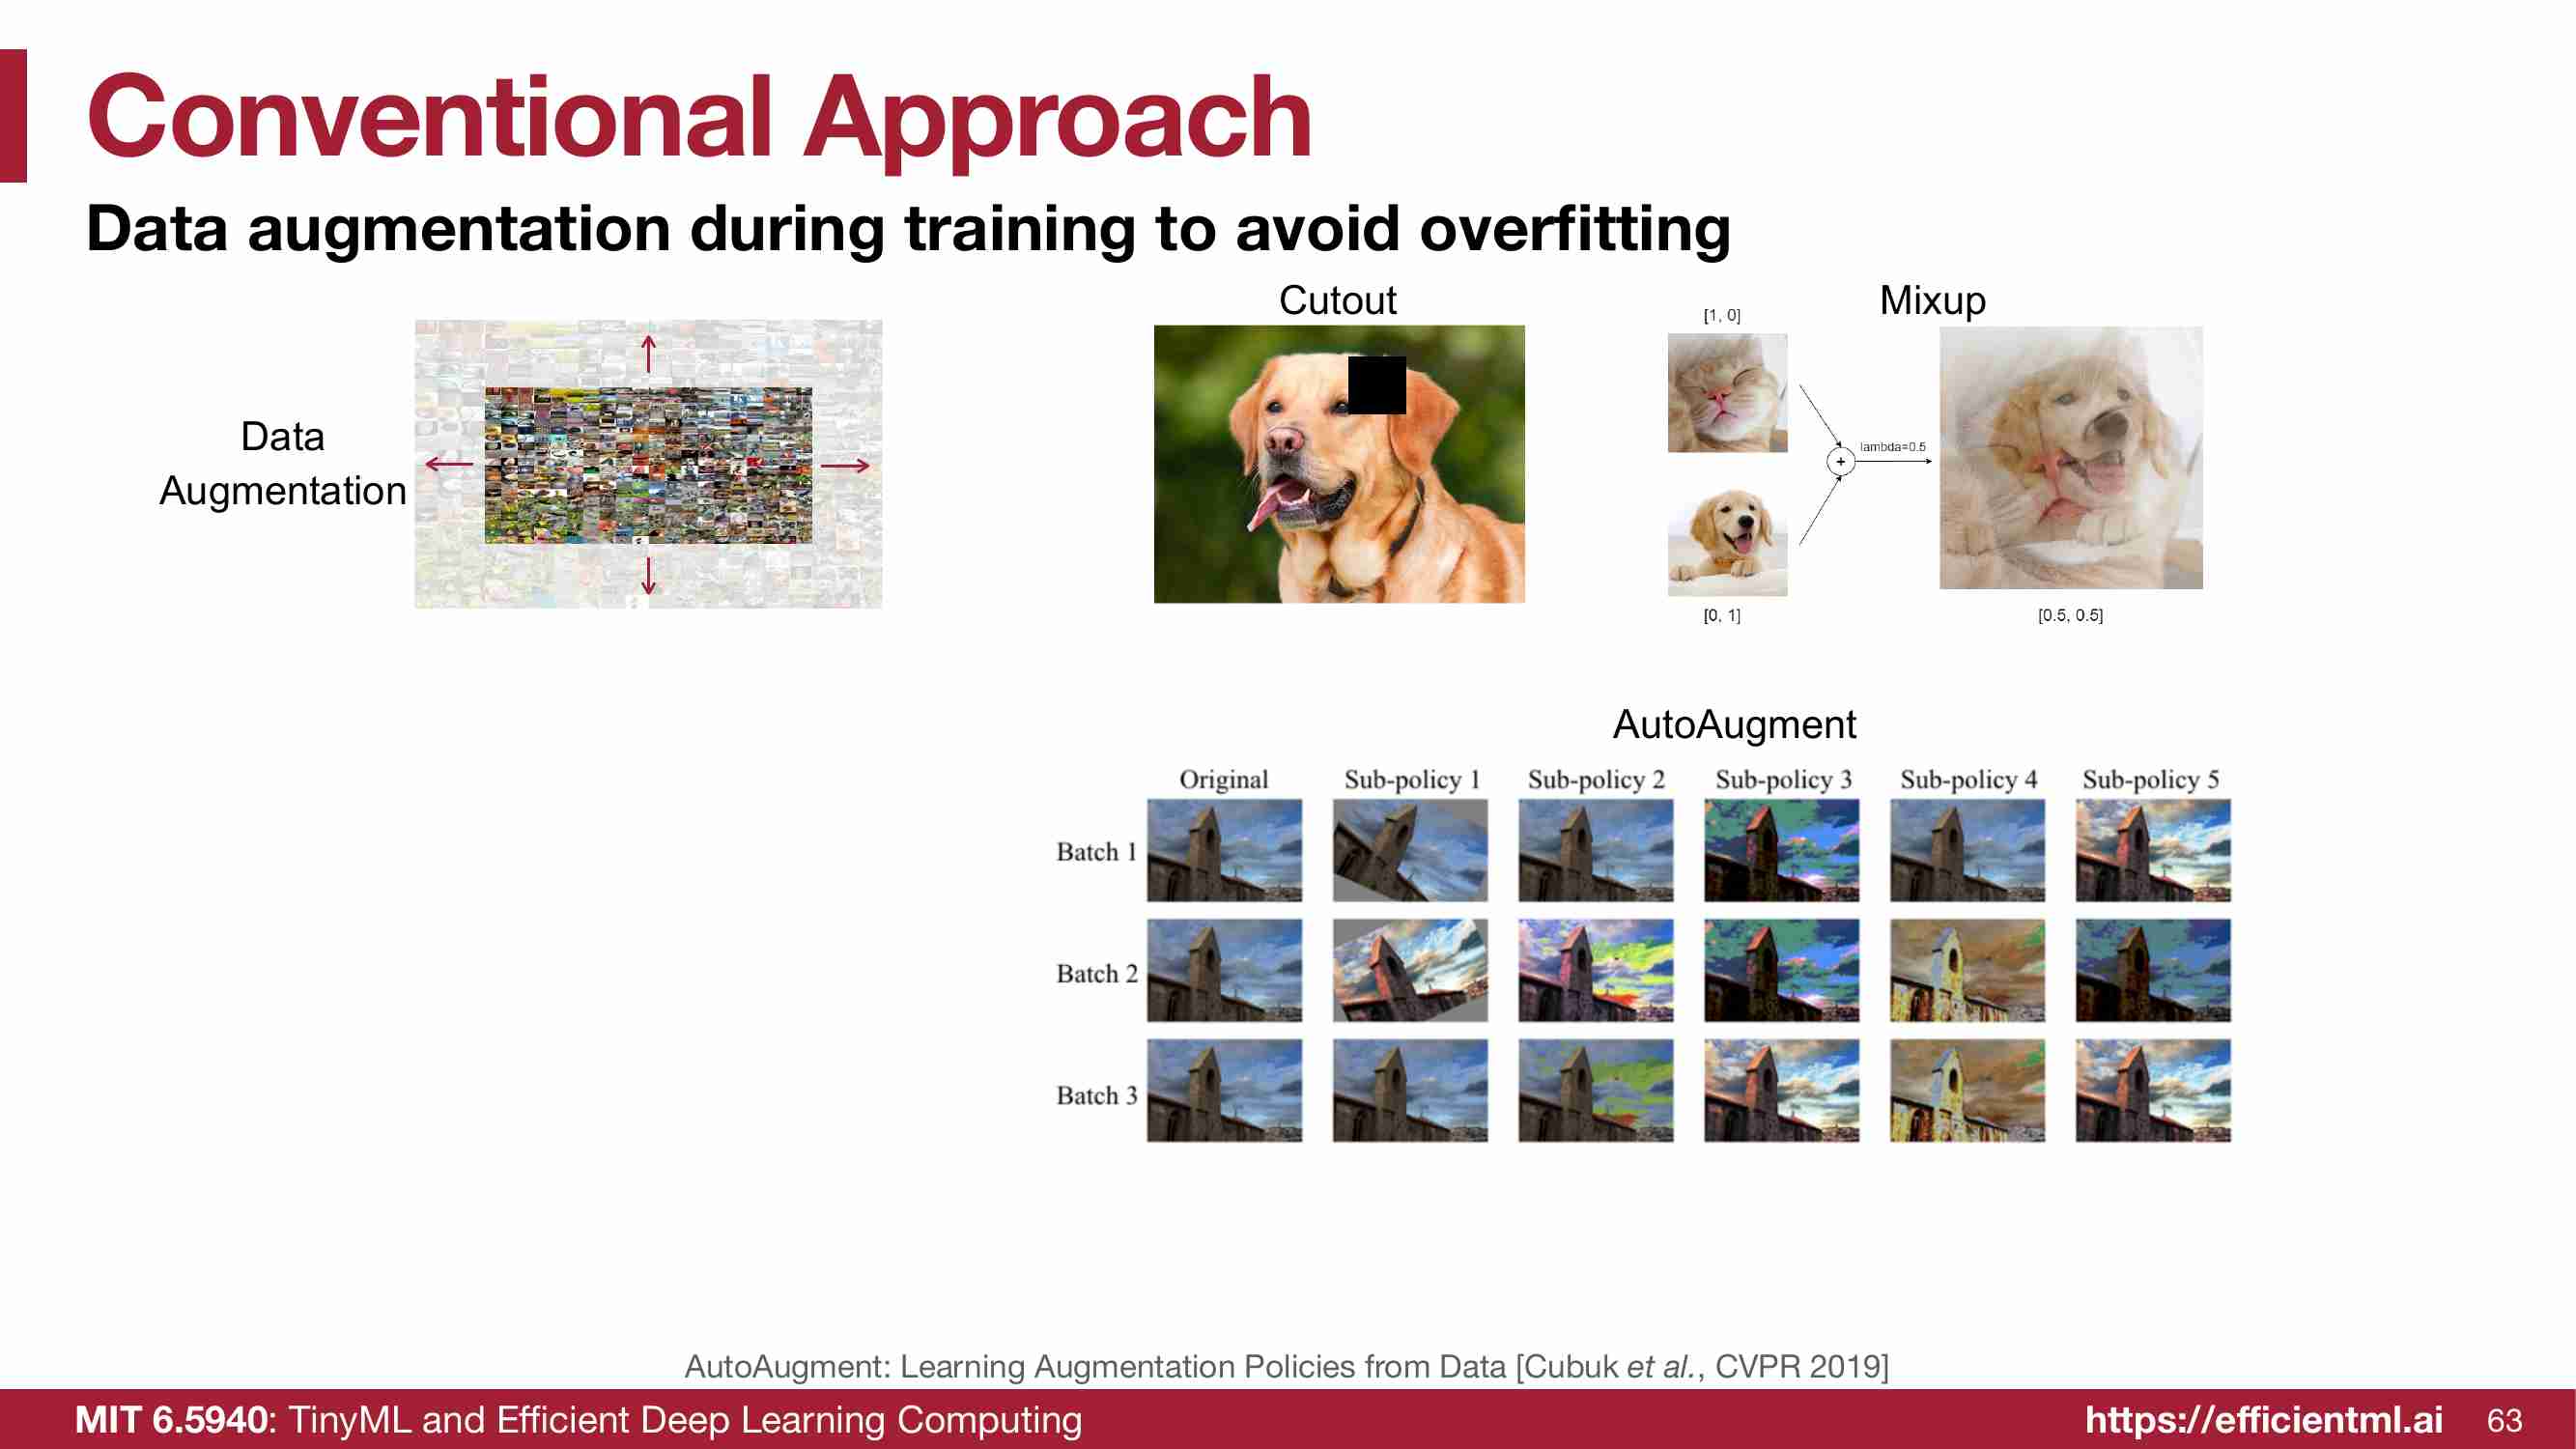 Conventional Approach
Data augmentation during training to avoid overfitting
Data
Augmentation
Cutout
Mixup
[1, 0]
lambda=0.5
+
[0, 1]
[0.5, 0.5]
AutoAugment
Original Sub-policy 1 Sub-policy 2 Sub-policy 3 Sub-policy 4 Sub-policy 5
Batch 1
Batch 2
Batch 3
AutoAugment: Learning Augmentation Policies from Data [Cubuk et al., CVPR 2019]
MIT 6.5940: TinyML and Efficient Deep Learning Computing
https://efficientml.ai 63